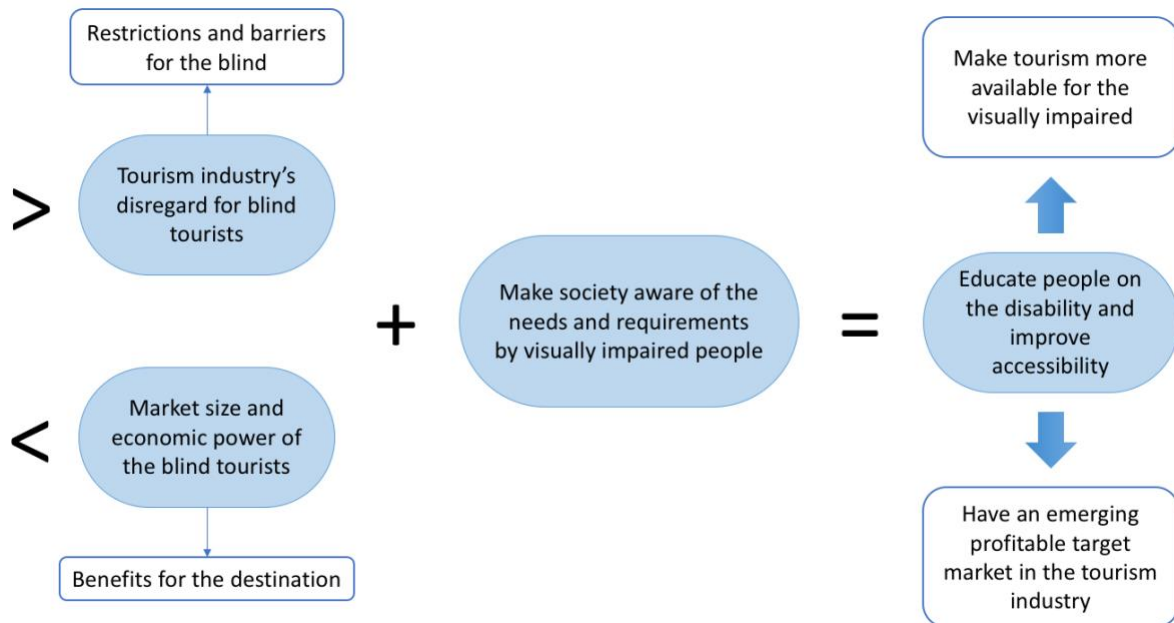 Restrictions and barriers
for the blind
>
Tourism industry’s
disregard for blind
tourists
<
Market size and
economic power of
the blind tourists
Benefits for the destination
+
Make society aware of the
needs and requirements
by visually impaired people
=
Make tourism more
available for the
visually impaired
Educate people on
the disability and
improve
accessibility
Have an emerging
profitable target
market in the tourism
industry